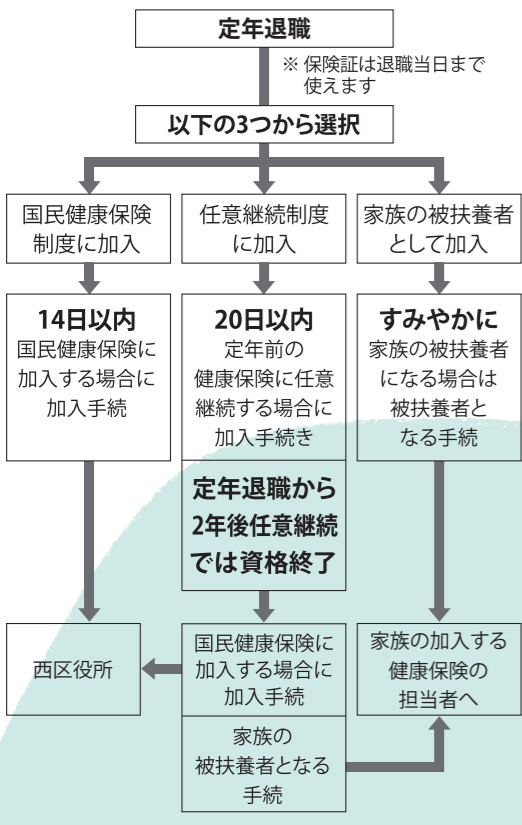 定年退職
※ 保険証は退職当日まで
使えます
以下の3つから選択
国民健康保険
制度に加入
任意継続制度
に加入
家族の被扶養者
として加入
14日以内
国民健康保険に
加入する場合に
加入手続
20日以内
定年前の
健康保険に任意
継続する場合に
加入手続き
すみやかに
家族の被扶養者
になる場合は
被扶養者と
なる手続
定年退職から
2年後任意継続
では資格終了
西区役所
国民健康保険に
加入する場合に
加入手続
家族の加入する
健康保険の
担当者へ
家族の
被扶養者となる
手続